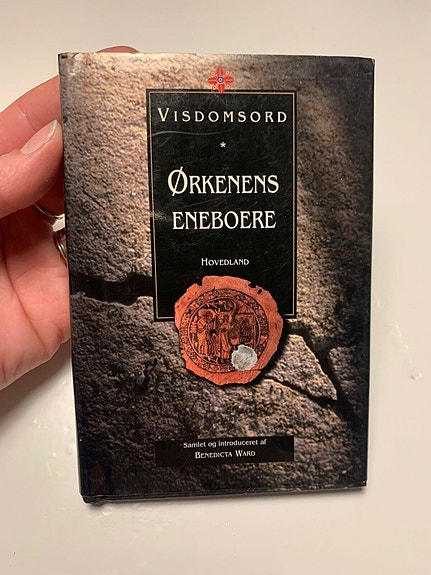 VISDOMSORD
*
ØRKENENS
ENEBOERE
HOVEDLAND
Samlet og introduceret af
BENEDICTA WARD